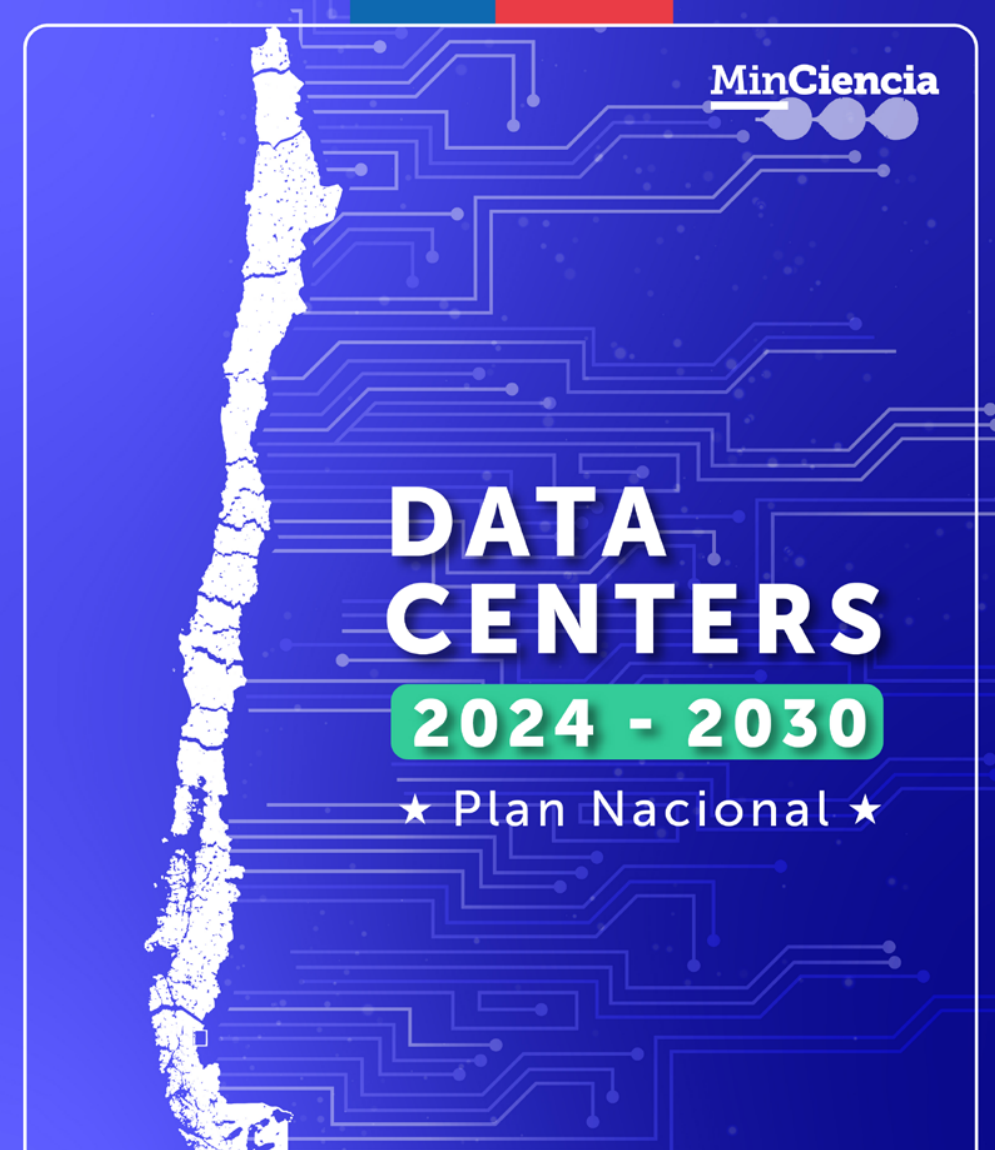 MinCiencia
DATA
CENTERS
2024 - 2030
★ Plan Nacional ★